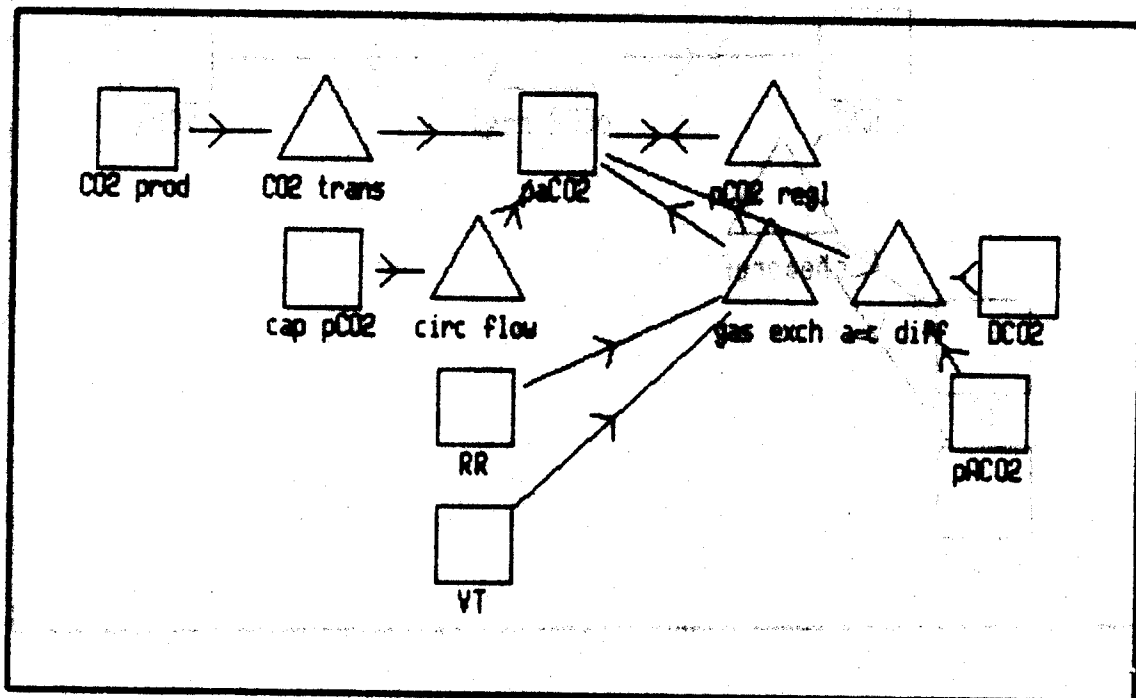 CO2 prod
CO2 trans
paCO2
pCO2 regl
cap pCO2
circ flow
gas exch
a=c diff
DCO2
RR
pACO2
VT